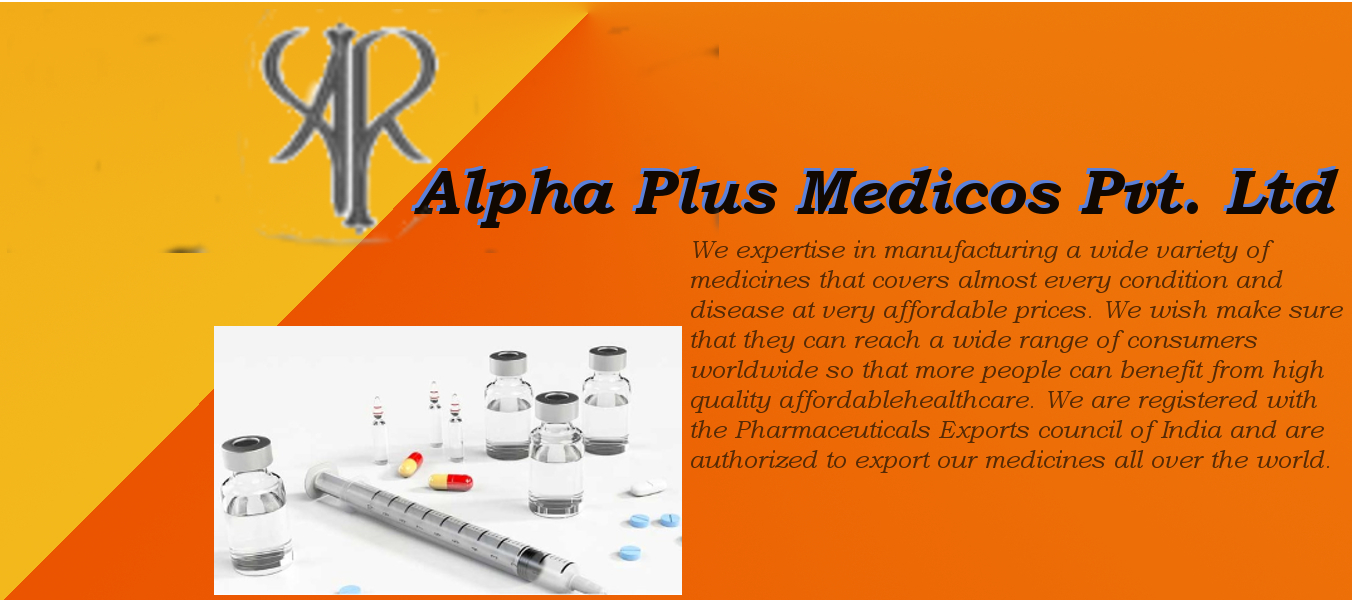 Alpha Plus Medicos Pvt. Ltd
We expertise in manufacturing a wide variety of
medicines that covers almost every condition and
disease at very affordable prices. We wish make sure
that they can reach a wide range of consumers
worldwide so that more people can benefit from high
quality affordablehealthcare. We are registered with
the Pharmaceuticals Exports council of India and are
authorized to export our medicines all over the world.